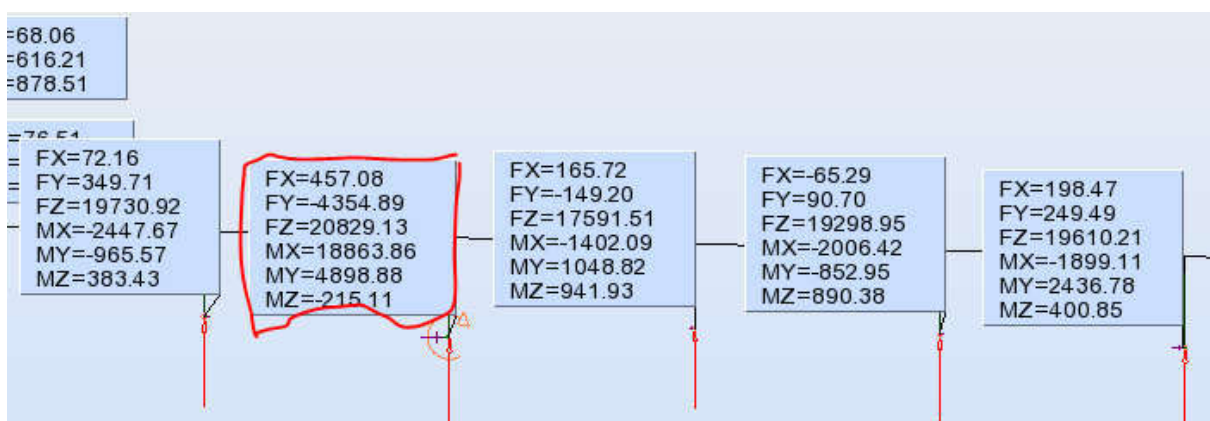 =68.06
=616.21
=878.51
=76.51
FX=72.16
FY=349.71
FZ=19730.92
MX=-2447.67
MY=-965.57
MZ=383.43
FX=457.08
FY=-4354.89
FZ=20829.13
MX=18863.86
MY=4898.88
MZ=-215.11
FX=165.72
FY=-149.20
FZ=17591.51
MX=-1402.09
MY=1048.82
MZ=941.93
FX=-65.29
FY=90.70
FZ=19298.95
MX=-2006.42
MY=-852.95
MZ=890.38
FX=198.47
FY=249.49
FZ=19610.21
MX=-1899.11
MY=2436.78
MZ=400.85